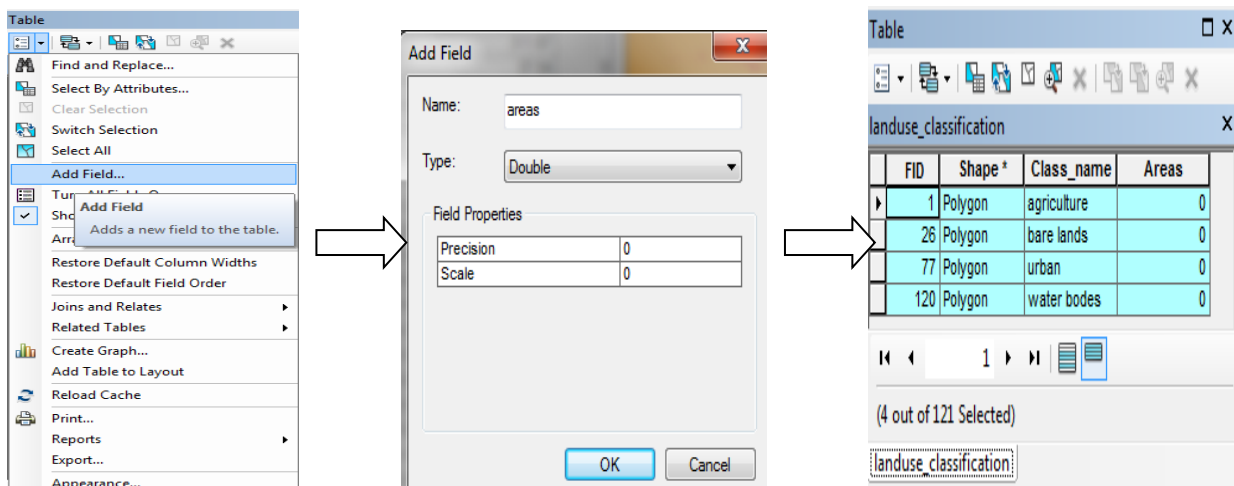 Table
Find and Replace...
Select By Attributes...
Clear Selection
Switch Selection
Select All
Add Field...
Add Field
Adds a new field to the table.
Restore Default Column Widths
Restore Default Field Order
Joins and Relates
Related Tables
Create Graph...
Add Table to Layout
Reload Cache
Print...
Reports
Export...
Appearance...
Add Field
X
Name:
areas
Type:
Double
Field Properties
Precision 0
Scale 0
OK Cancel
Table
landuse_classification
FID Shape * Class_name Areas
1 Polygon agriculture 0
26 Polygon bare lands 0
77 Polygon urban 0
120 Polygon water bodes 0
1
(4 out of 121 Selected)
landuse_classification